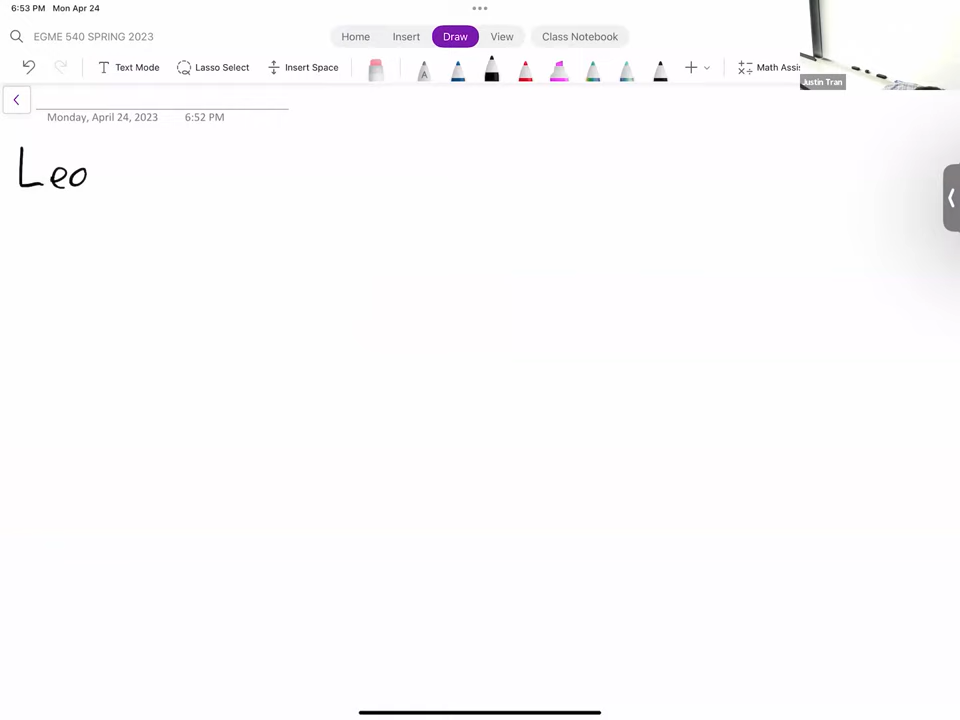 6:53 PM Mon Apr 24
EGME 540 SPRING 2023
Home Insert Draw View Class Notebook
Text Mode Lasso Select Insert Space A Math Assis
Justin Tran
Monday, April 24, 2023 6:52 PM
Leo